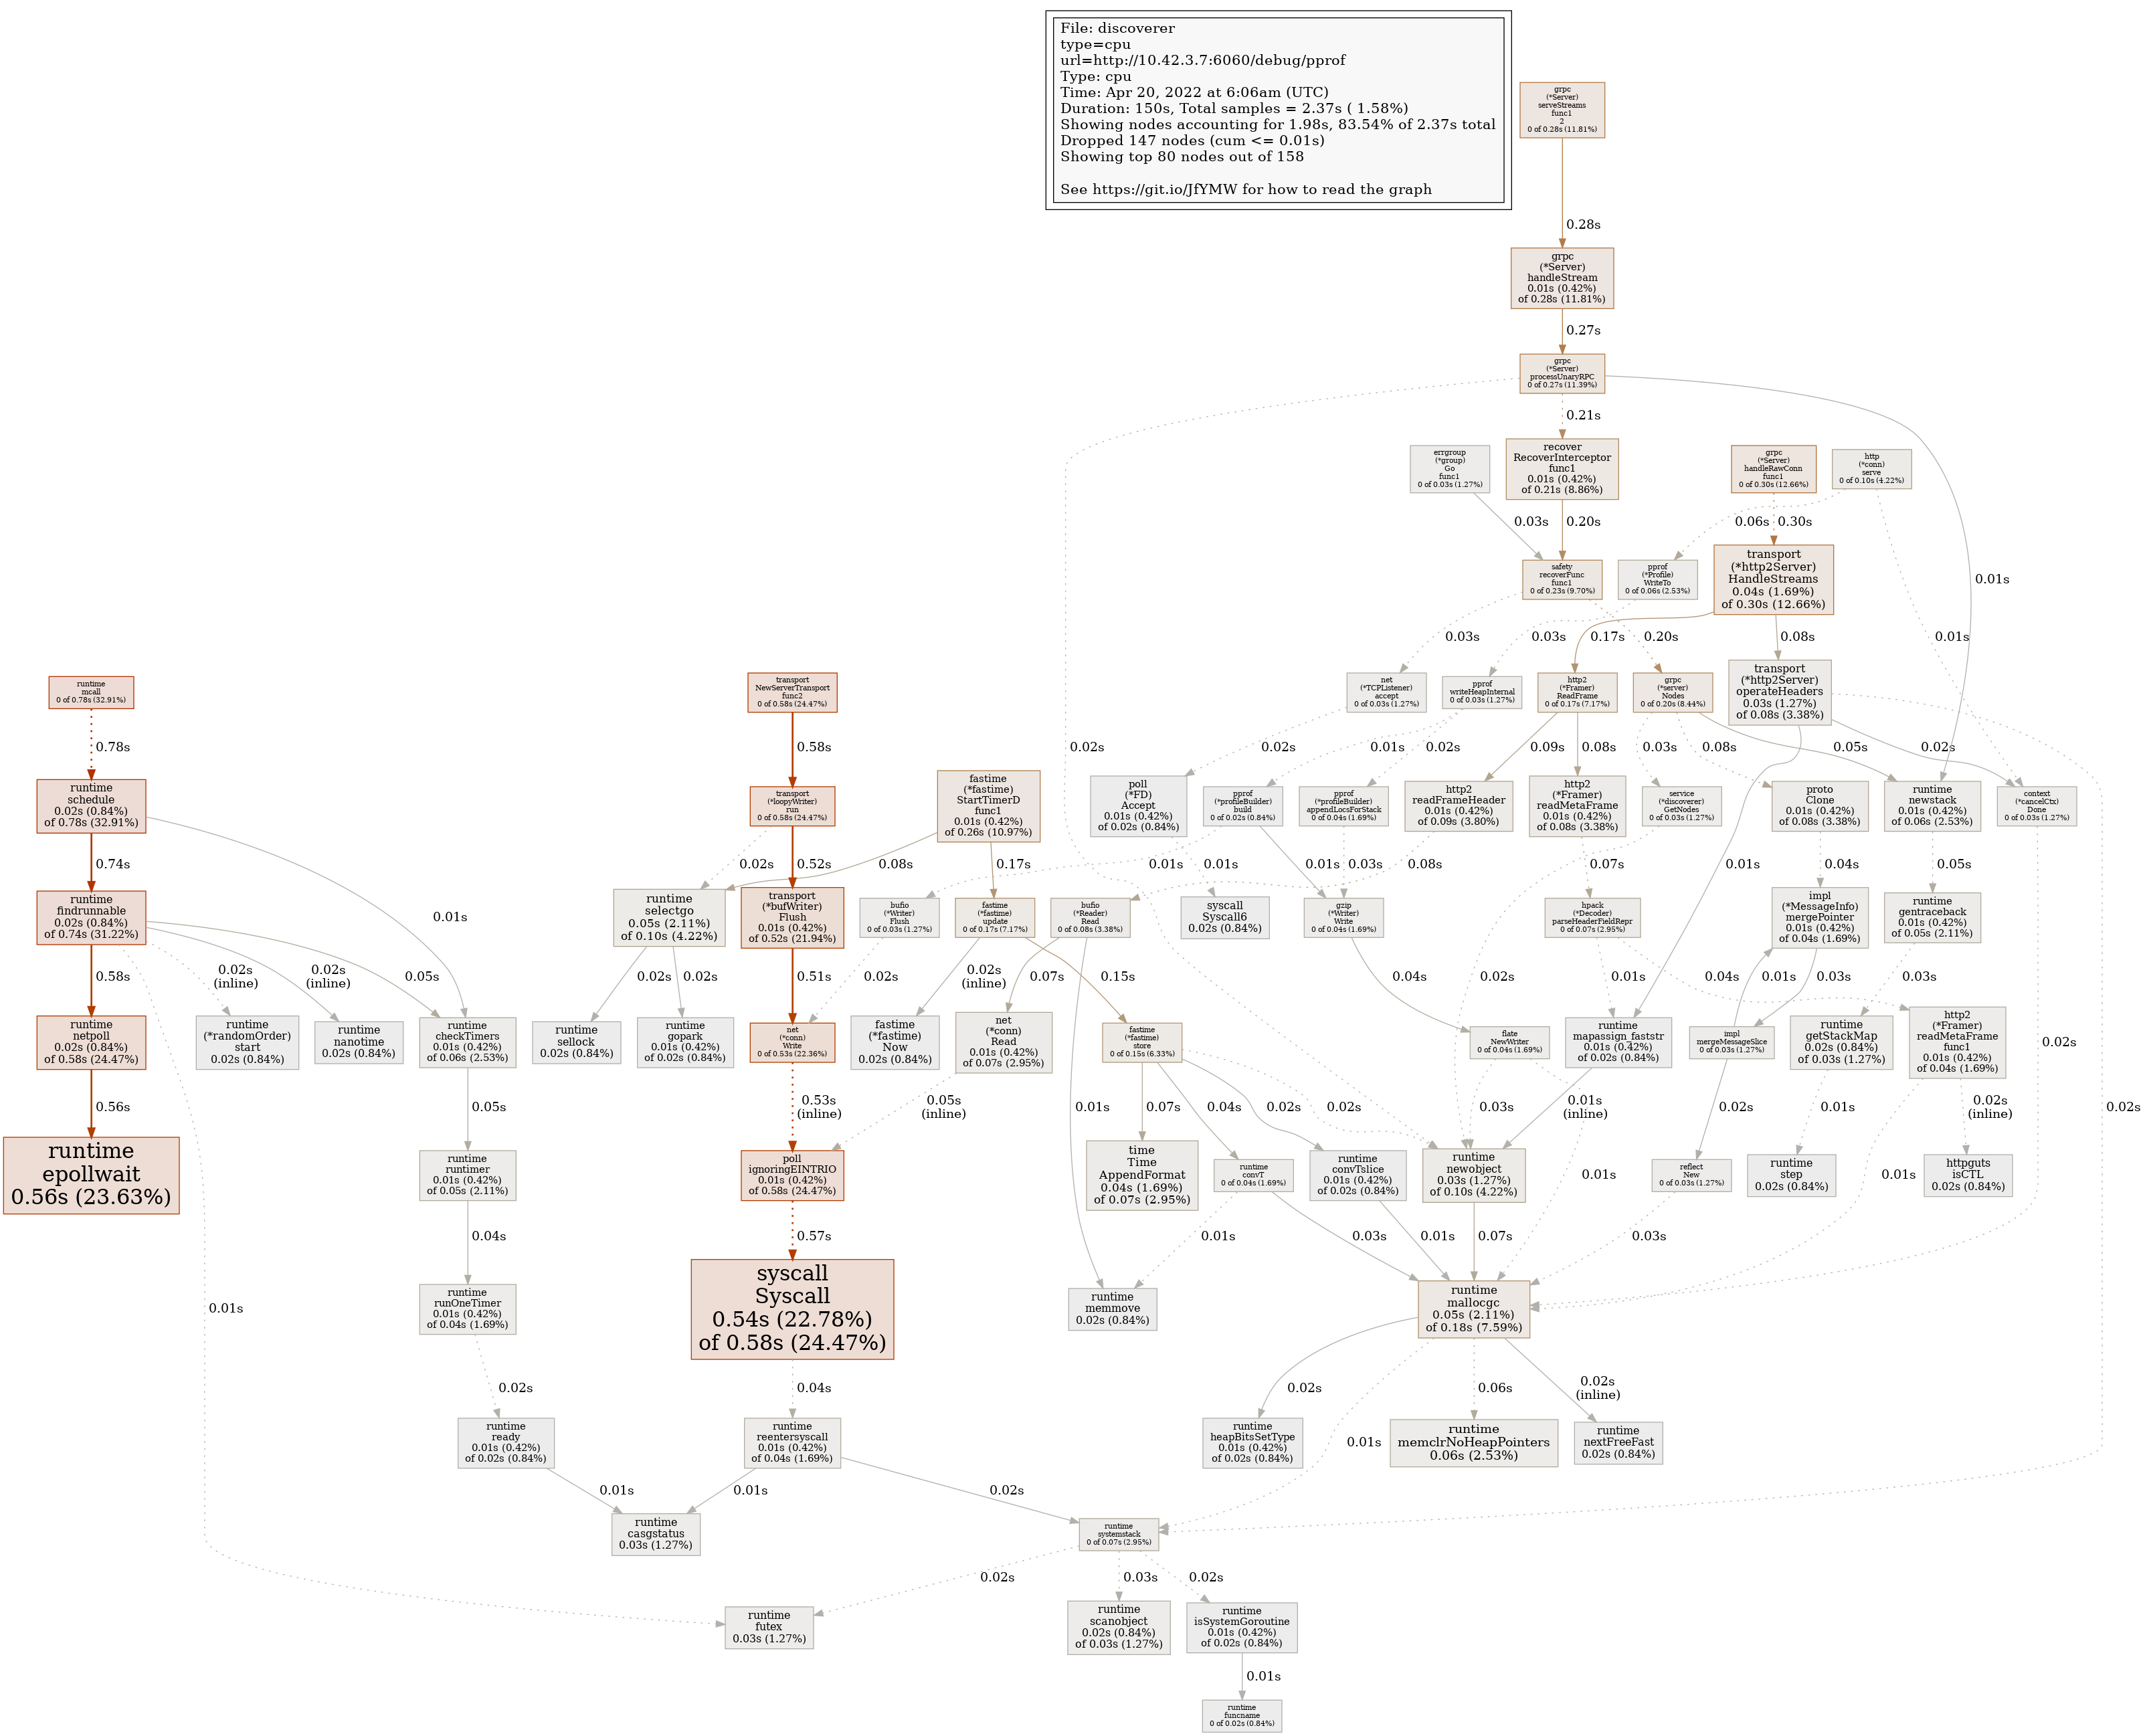 File: discoverer
type=cpu
url=http://10.42.3.7:6060/debug/pprof
Type: cpu
Time: Apr 20, 2022 at 6:06am (UTC)
Duration: 150s, Total samples = 2.37s ( 1.58%)
Showing nodes accounting for 1.98s, 83.54% of 2.37s total
Dropped 147 nodes (cum <= 0.01s)
Showing top 80 nodes out of 158
See https://git.io/JfYMW for how to read the graph
grpc
(*Server)
serveStreams
func1
2
0 of 0.28s (11.81%)
0.28s
grpc
(*Server)
handleStream
0.01s (0.42%)
of 0.28s (11.81%)
0.27s
grpc
(*Server)
processUnaryRPC
0 of 0.27s (11.39%)
0.02s
0.21s
0.01s
errgroup
(*group)
Go
func1
0 of 0.03s (1.27%)
recover
RecoverInterceptor
func1
0.01s (0.42%)
of 0.21s (8.86%)
grpc
(*Server)
handleRawConn
func1
0 of 0.30s (12.66%)
http
(*conn)
serve
0 of 0.10s (4.22%)
0.03s
0.20s
0.06s
0.30s
0.01s
safety
recoverFunc
func1
0 of 0.23s (9.70%)
pprof
(*Profile)
WriteTo
0 of 0.06s (2.53%)
transport
(*http2Server)
HandleStreams
0.04s (1.69%)
of 0.30s (12.66%)
0.03s
0.03s
0.20s
0.17s
0.08s
runtime
mcall
0 of 0.78s (32.91%)
transport
NewServerTransport
func2
0 of 0.58s (24.47%)
net
(*TCPListener)
accept
0 of 0.03s (1.27%)
pprof
writeHeapInternal
0 of 0.03s (1.27%)
http2
(*Framer)
ReadFrame
0 of 0.17s (7.17%)
grpc
(*server)
Nodes
0 of 0.20s (8.44%)
transport
(*http2Server)
operateHeaders
0.03s (1.27%)
of 0.08s (3.38%)
0.78s
0.58s
0.02s
0.01s
0.02s
0.09s
0.08s
0.03s
0.08s
0.05s
0.02s
0.01s
0.02s
runtime
schedule
0.02s (0.84%)
of 0.78s (32.91%)
transport
(*loopyWriter)
run
0 of 0.58s (24.47%)
fastime
(*fastime)
StartTimerD
func1
0.01s (0.42%)
of 0.26s (10.97%)
poll
(*FD)
Accept
0.01s (0.42%)
of 0.02s (0.84%)
pprof
(*profileBuilder)
build
0 of 0.02s (0.84%)
pprof
(*profileBuilder)
appendLocsForStack
0 of 0.04s (1.69%)
http2
readFrameHeader
0.01s (0.42%)
of 0.09s (3.80%)
http2
(*Framer)
readMetaFrame
0.01s (0.42%)
of 0.08s (3.38%)
service
(*discoverer)
GetNodes
0 of 0.03s (1.27%)
proto
Clone
0.01s (0.42%)
of 0.08s (3.38%)
runtime
newstack
0.01s (0.42%)
of 0.06s (2.53%)
context
(*cancelCtx)
Done
0 of 0.03s (1.27%)
0.74s
0.01s
0.02s
0.52s
0.08s
0.17s
0.01s
0.01s
0.01s
0.03s
0.08s
0.07s
0.02s
0.04s
0.05s
0.02s
runtime
findrunnable
0.02s (0.84%)
of 0.74s (31.22%)
runtime
selectgo
0.05s (2.11%)
of 0.10s (4.22%)
transport
(*bufWriter)
Flush
0.01s (0.42%)
of 0.52s (21.94%)
bufio
(*Writer)
Flush
0 of 0.03s (1.27%)
fastime
(*fastime)
update
0 of 0.17s (7.17%)
bufio
(*Reader)
Read
0 of 0.08s (3.38%)
syscall
Syscall6
0.02s (0.84%)
gzip
(*Writer)
Write
0 of 0.04s (1.69%)
hpack
(*Decoder)
parseHeaderFieldRepr
0 of 0.07s (2.95%)
impl
(*MessageInfo)
mergePointer
0.01s (0.42%)
of 0.04s (1.69%)
runtime
gentraceback
0.01s (0.42%)
of 0.05s (2.11%)
0.58s
0.01s
0.02s
(inline)
0.02s
(inline)
0.05s
0.02s
0.02s
0.51s
0.02s
0.02s
(inline)
0.15s
0.07s
0.01s
0.04s
0.01s
0.04s
0.01s
0.03s
0.03s
runtime
netpoll
0.02s (0.84%)
of 0.58s (24.47%)
runtime
(*randomOrder)
start
0.02s (0.84%)
runtime
nanotime
0.02s (0.84%)
runtime
checkTimers
0.01s (0.42%)
of 0.06s (2.53%)
runtime
sellock
0.02s (0.84%)
runtime
gopark
0.01s (0.42%)
of 0.02s (0.84%)
net
(*conn)
Write
0 of 0.53s (22.36%)
fastime
(*fastime)
Now
0.02s (0.84%)
net
(*conn)
Read
0.01s (0.42%)
of 0.07s (2.95%)
fastime
(*fastime)
store
0 of 0.15s (6.33%)
flate
NewWriter
0 of 0.04s (1.69%)
runtime
mapassign_faststr
0.01s (0.42%)
of 0.02s (0.84%)
impl
mergeMessageSlice
0 of 0.03s (1.27%)
runtime
getStackMap
0.02s (0.84%)
of 0.03s (1.27%)
http2
(*Framer)
readMetaFrame
func1
0.01s (0.42%)
of 0.04s (1.69%)
0.56s
0.05s
0.53s
(inline)
0.05s
(inline)
0.07s
0.04s
0.02s
0.02s
0.03s
0.01s
0.01s
(inline)
0.02s
0.01s
0.01s
0.02s
(inline)
runtime
epollwait
0.56s (23.63%)
runtime
runtimer
0.01s (0.42%)
of 0.05s (2.11%)
poll
ignoringEINTRIO
0.01s (0.42%)
of 0.58s (24.47%)
time
Time
AppendFormat
0.04s (1.69%)
of 0.07s (2.95%)
runtime
convT
0 of 0.04s (1.69%)
runtime
convTslice
0.01s (0.42%)
of 0.02s (0.84%)
runtime
newobject
0.03s (1.27%)
of 0.10s (4.22%)
reflect
New
0 of 0.03s (1.27%)
runtime
step
0.02s (0.84%)
httpguts
isCTL
0.02s (0.84%)
0.04s
0.57s
0.01s
0.03s
0.01s
0.07s
0.03s
runtime
runOneTimer
0.01s (0.42%)
of 0.04s (1.69%)
syscall
Syscall
0.54s (22.78%)
of 0.58s (24.47%)
runtime
memmove
0.02s (0.84%)
runtime
mallocgc
0.05s (2.11%)
of 0.18s (7.59%)
0.02s
0.04s
0.02s
0.01s
0.06s
0.02s
(inline)
runtime
ready
0.01s (0.42%)
of 0.02s (0.84%)
runtime
reentersyscall
0.01s (0.42%)
of 0.04s (1.69%)
runtime
heapBitsSetType
0.01s (0.42%)
of 0.02s (0.84%)
runtime
memclrNoHeapPointers
0.06s (2.53%)
runtime
nextFreeFast
0.02s (0.84%)
0.01s
0.01s
0.02s
runtime
casgstatus
0.03s (1.27%)
runtime
systemstack
0 of 0.07s (2.95%)
0.02s
0.03s
0.02s
runtime
futex
0.03s (1.27%)
runtime
scanobject
0.02s (0.84%)
of 0.03s (1.27%)
runtime
isSystemGoroutine
0.01s (0.42%)
of 0.02s (0.84%)
0.01s
runtime
funcname
0 of 0.02s (0.84%)